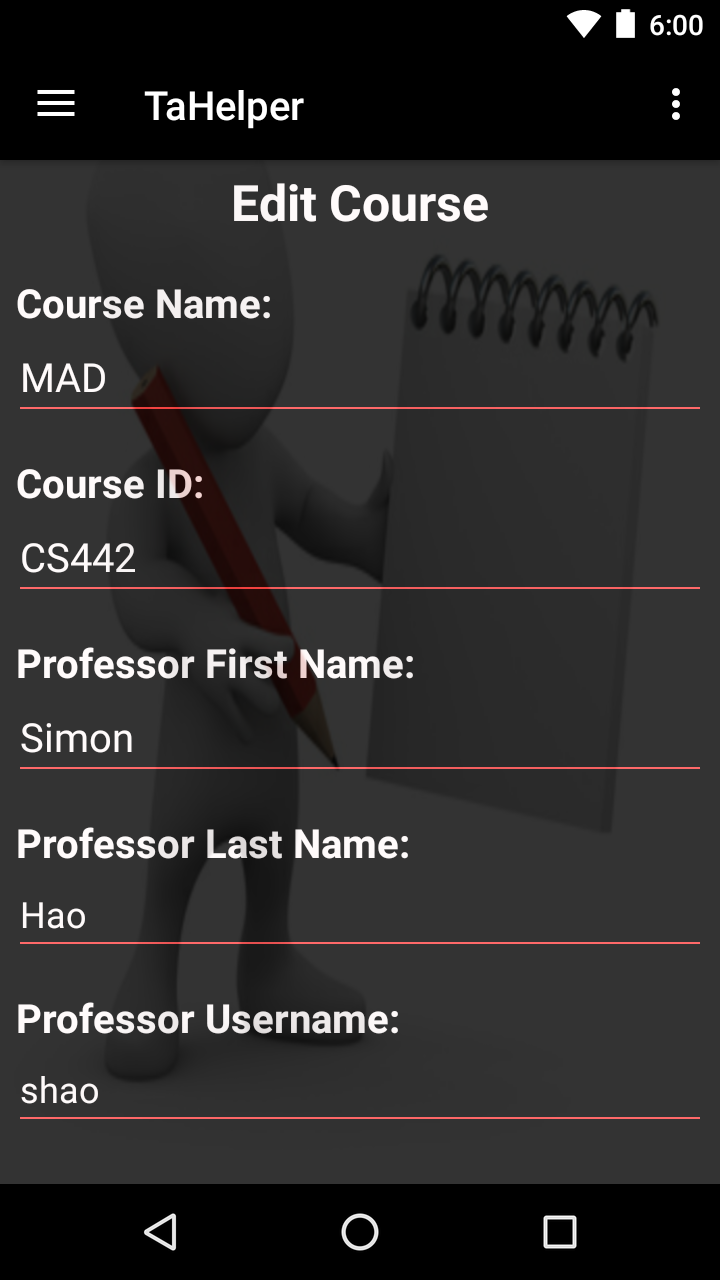 6:00
TaHelper
Edit Course
Course Name:
MAD
Course ID:
CS442
Professor First Name:
Simon
Professor Last Name:
Hao
Professor Username:
shao